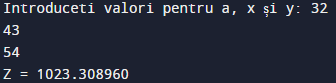 Introduceti valori pentru a, x și y: 32
43
54
Z = 1023.308960